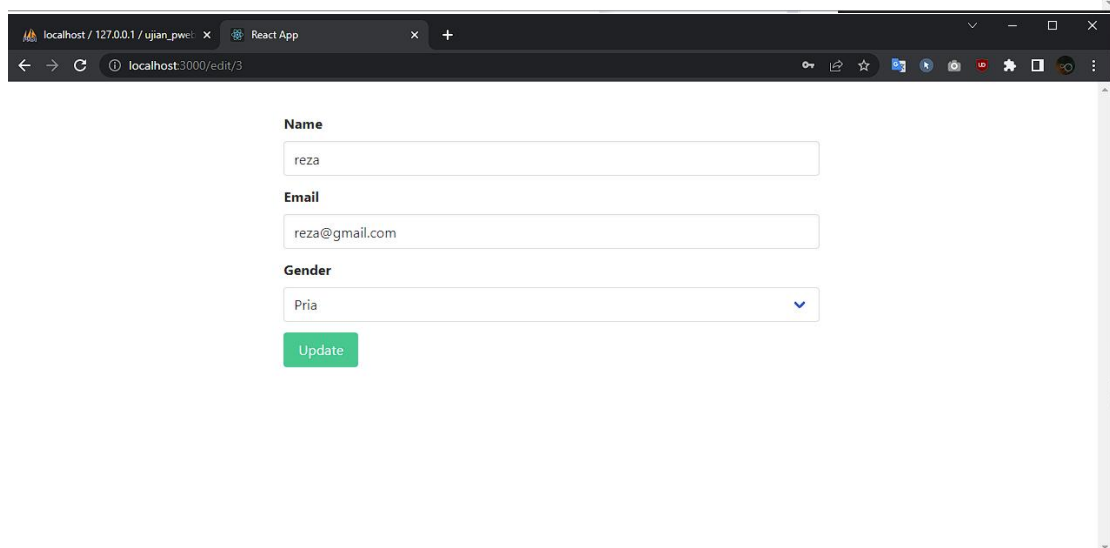 localhost / 127.0.0.1 / ujian_pweb
React App
localhost:3000/edit/3
Name
reza
Email
reza@gmail.com
Gender
Pria
Update